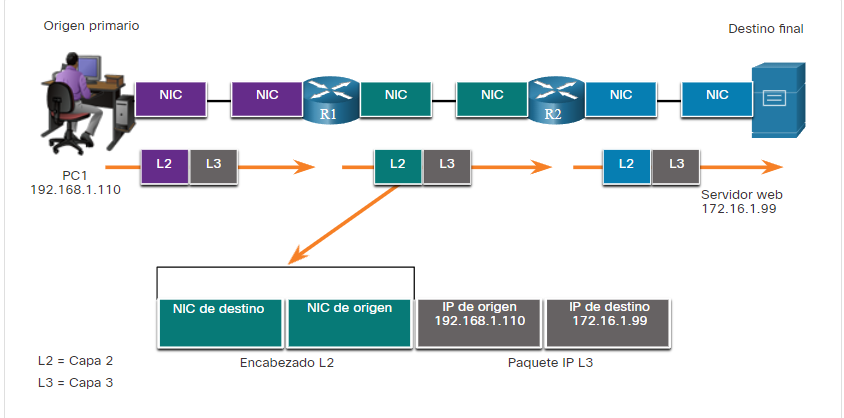 Origen primario
Destino final
NIC
NIC
R1
NIC
NIC
R2
NIC
NIC
PC1
192.168.1.110
L2
L3
L2
L3
L2
L3
Servidor web
172.16.1.99
NIC de destino
NIC de origen
IP de origen
192.168.1.110
IP de destino
172.16.1.99
L2 = Capa 2
Encabezado L2
Paquete IP L3
L3 = Capa 3